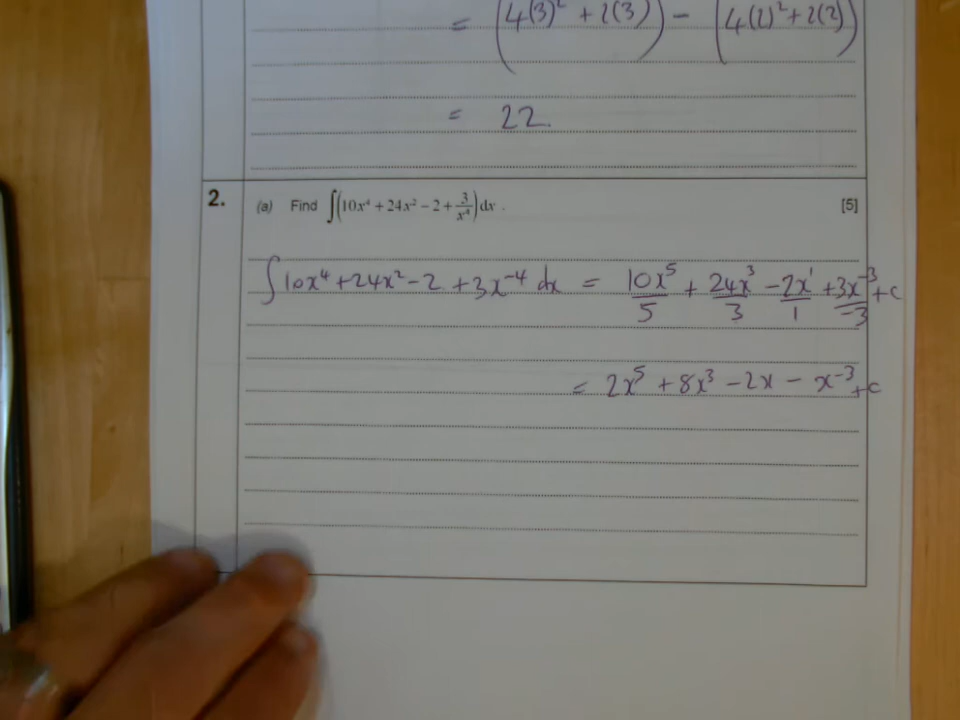 = (4(3)² + 2(3)) − (4(2)² + 2(2))
= 22.
2. (a) Find ∫(10x⁴ + 24x² − 2 + 3/x⁴)dx . [5]
∫10x⁴ + 24x² − 2 + 3x⁻⁴ dx = 10x⁵/5 + 24x³/3 − 2x¹/1 + 3x⁻³/−3 + c
= 2x⁵ + 8x³ − 2x − x⁻³ + c